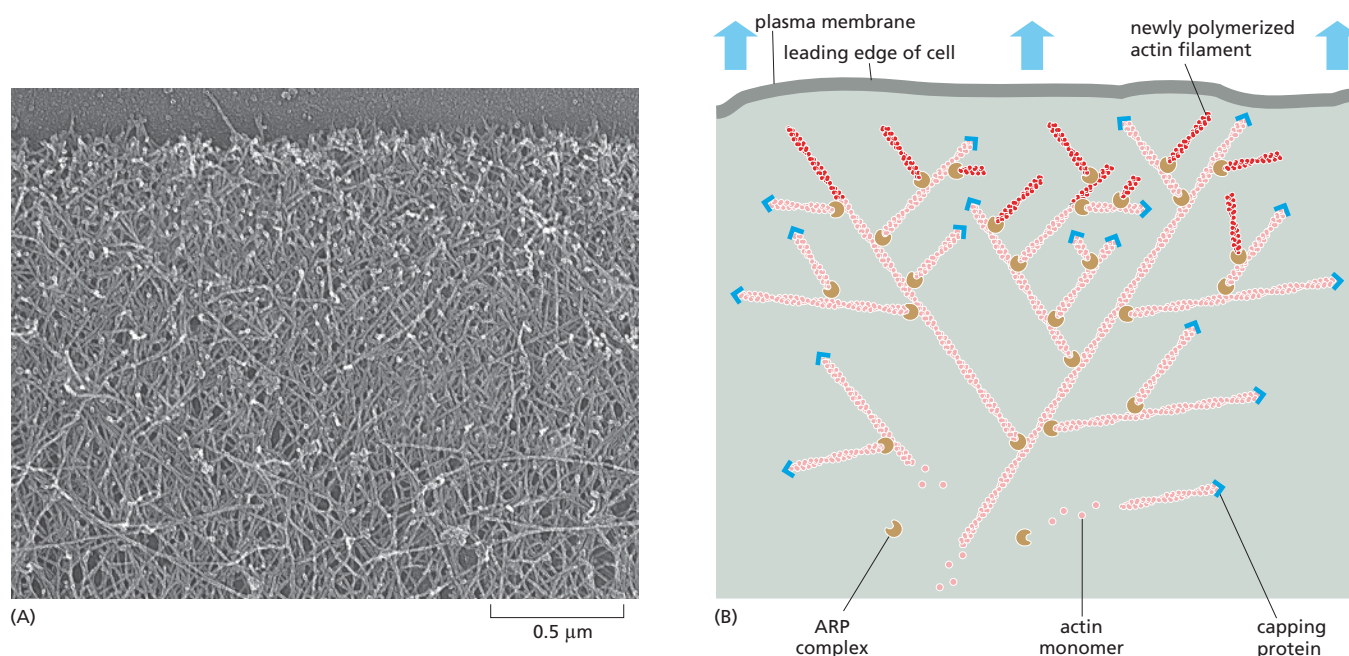 plasma membrane
leading edge of cell
newly polymerized
actin filament
(A)
0.5 µm
(B)
ARP
complex
actin
monomer
capping
protein